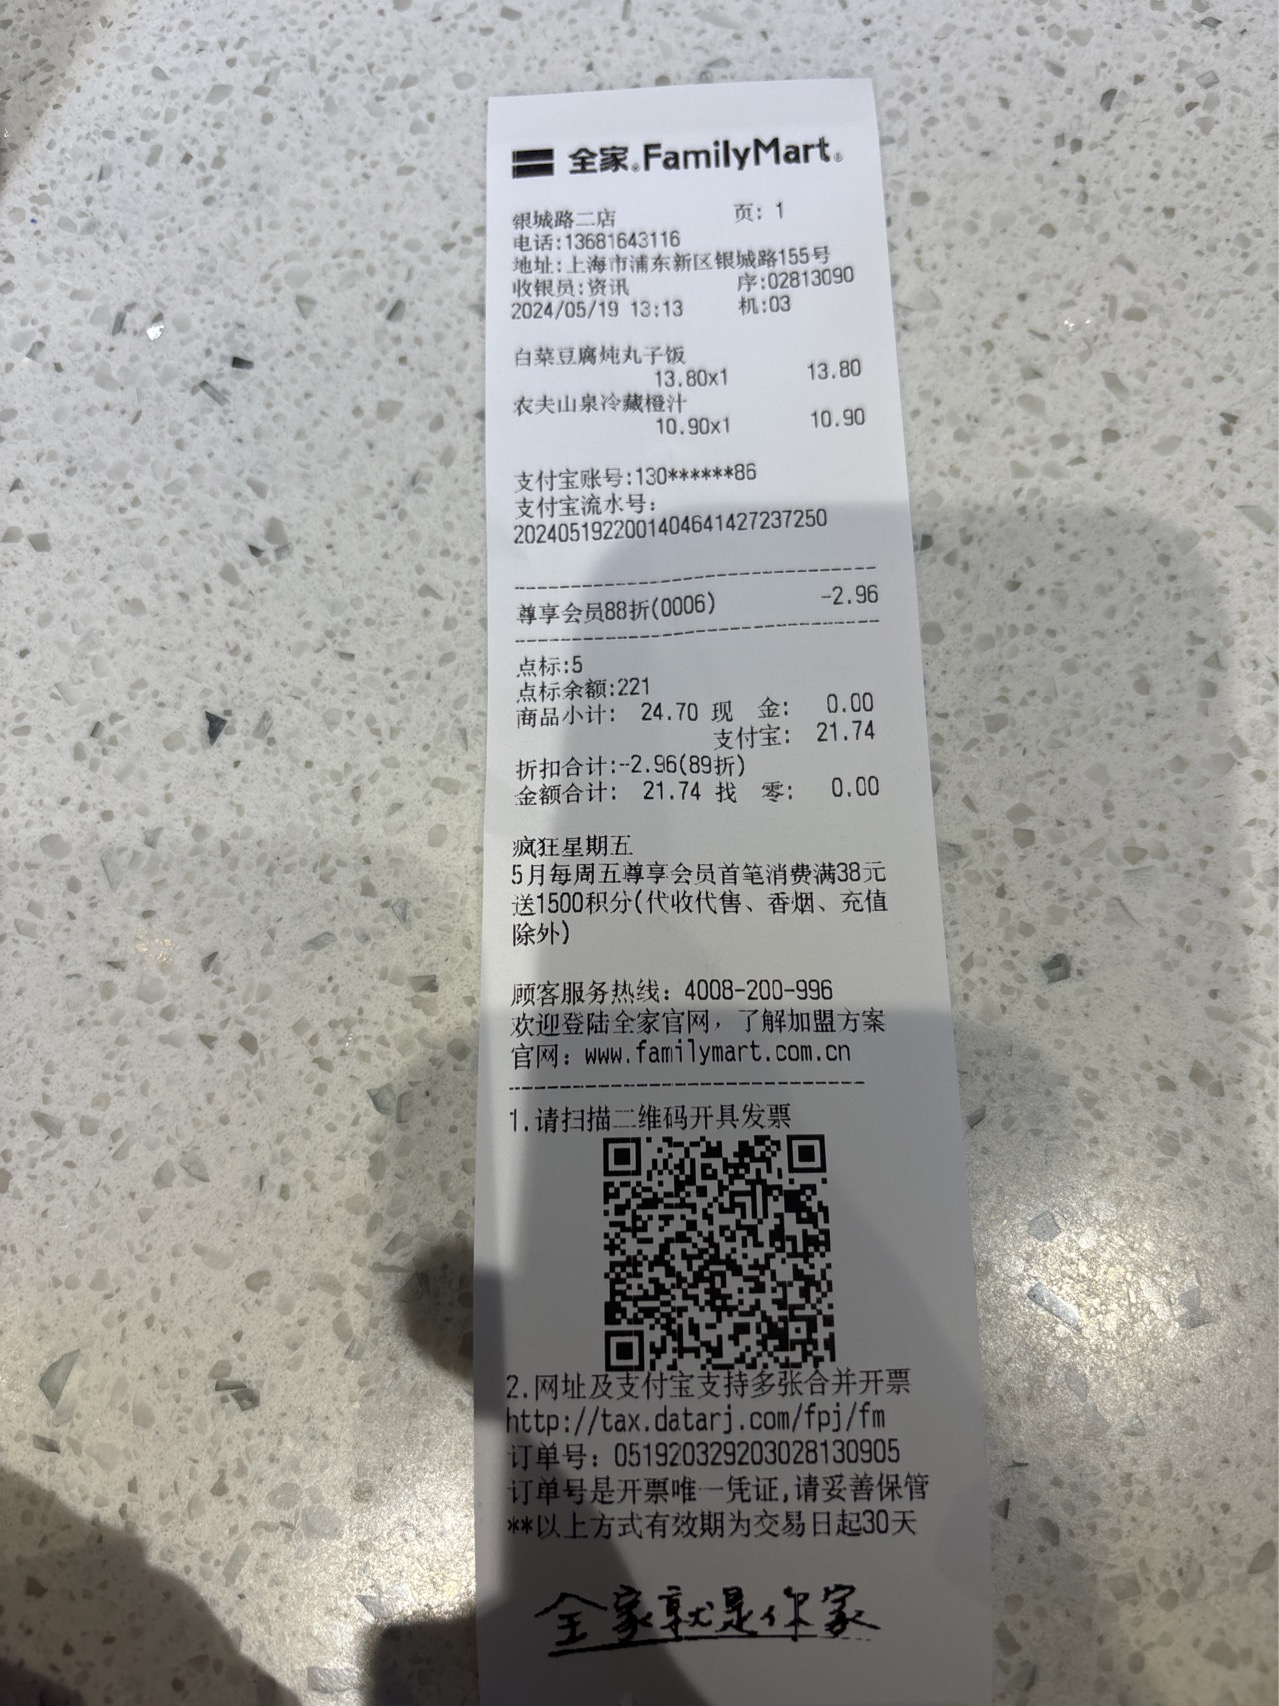 全家®FamilyMart®
银城路二店 页: 1
电话:13681643116
地址:上海市浦东新区银城路155号
收银员:资讯 序:02813090
2024/05/19 13:13 机:03
白菜豆腐炖丸子饭
13.80x1 13.80
农夫山泉冷藏橙汁
10.90x1 10.90
支付宝账号:130******86
支付宝流水号:
2024051922001404641427237250
尊享会员88折(0006) -2.96
点标:5
点标余额:221
商品小计: 24.70 现 金: 0.00
支付宝: 21.74
折扣合计:-2.96(89折)
金额合计: 21.74 找 零: 0.00
疯狂星期五
5月每周五尊享会员首笔消费满38元
送1500积分(代收代售、香烟、充值
除外)
顾客服务热线: 4008-200-996
欢迎登陆全家官网，了解加盟方案
官网: www.familymart.com.cn
1.请扫描二维码开具发票
2.网址及支付宝支持多张合并开票
http://tax.datarj.com/fpj/fm
订单号: 0519203292030281309​05
订单号是开票唯一凭证,请妥善保管
**以上方式有效期为交易日起30天
全家就是你家